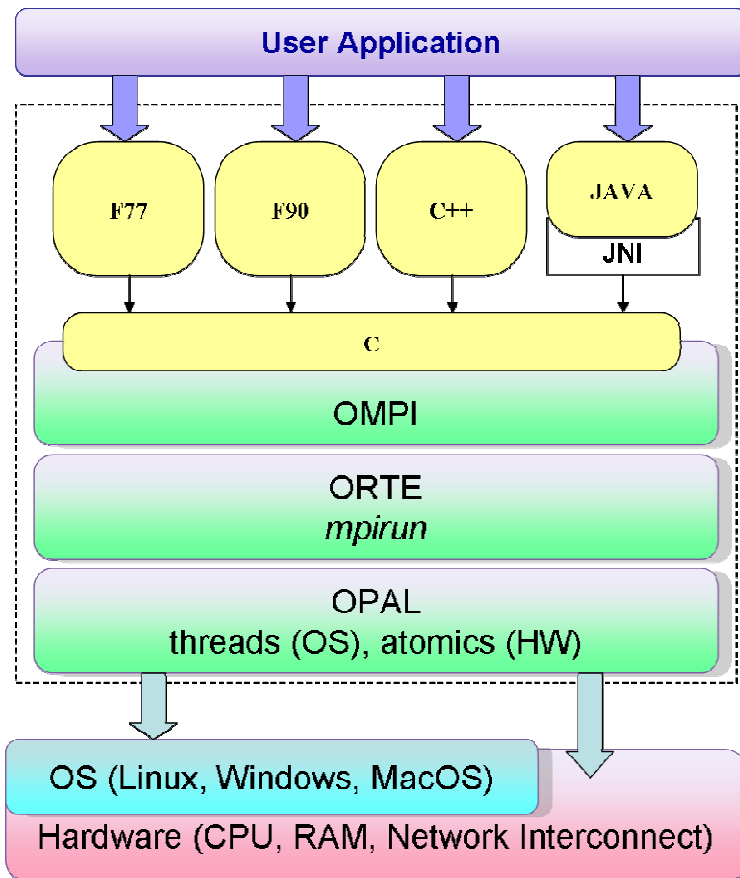 User Application
F77
F90
C++
JAVA
JNI
C
OMPI
ORTE
mpirun
OPAL
threads (OS), atomics (HW)
OS (Linux, Windows, MacOS)
Hardware (CPU, RAM, Network Interconnect)